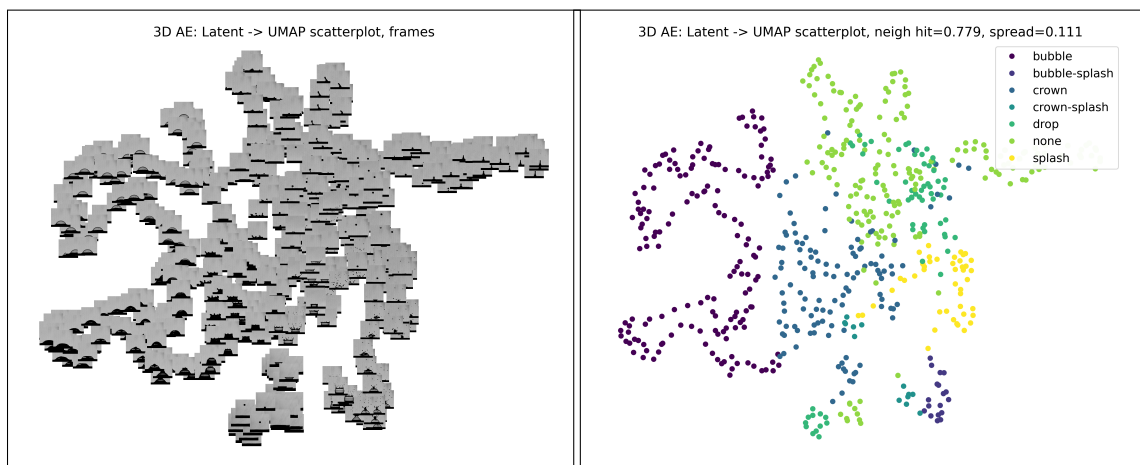 3D AE: Latent -> UMAP scatterplot, frames
3D AE: Latent -> UMAP scatterplot, neigh hit=0.779, spread=0.111
bubble
bubble-splash
crown
crown-splash
drop
none
splash